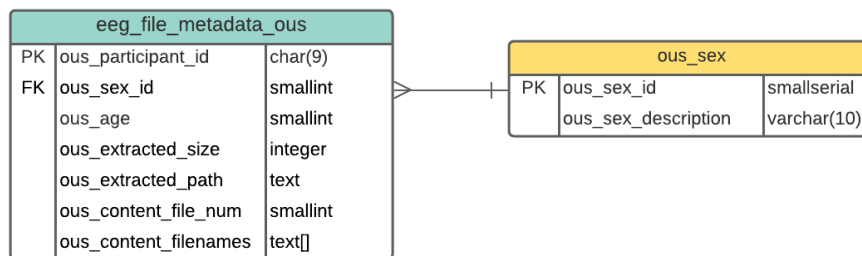 eeg_file_metadata_ous
PK ous_participant_id char(9)
FK ous_sex_id smallint
ous_age smallint
ous_extracted_size integer
ous_extracted_path text
ous_content_file_num smallint
ous_content_filenames text[]
ous_sex
PK ous_sex_id smallserial
ous_sex_description varchar(10)